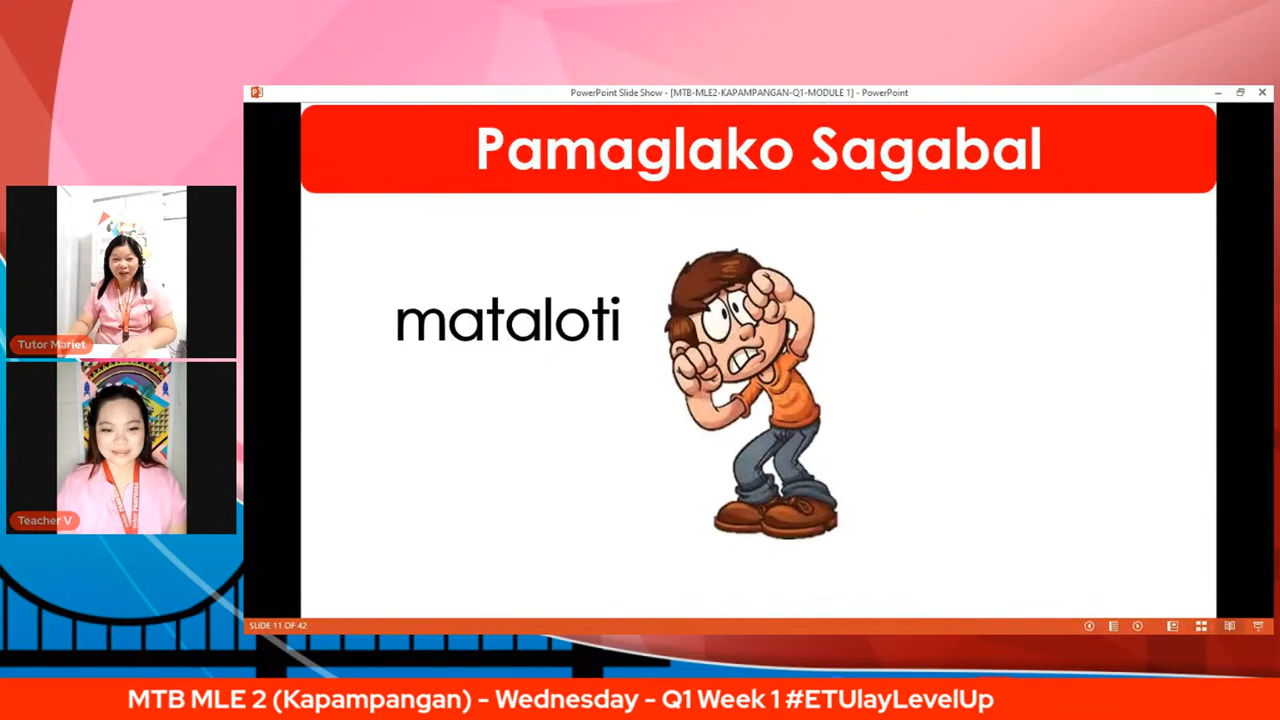 PowerPoint Slide Show - [MTB-MLE2-KAPAMPANGAN-Q1-MODULE 1] - PowerPoint
Pamaglako Sagabal
mataloti
Tutor Mariet
Teacher V
SLIDE 11 OF 42
MTB MLE 2 (Kapampangan) - Wednesday - Q1 Week 1 #ETUlayLevelUp